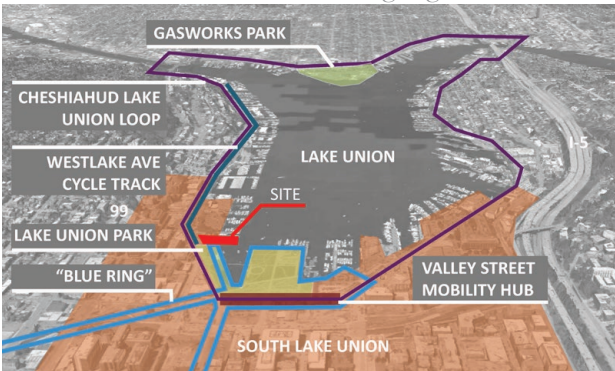 GASWORKS PARK
CHESHIAHUD LAKE
UNION LOOP
WESTLAKE AVE
CYCLE TRACK
LAKE UNION
I-5
SITE
99
LAKE UNION PARK
"BLUE RING"
VALLEY STREET
MOBILITY HUB
SOUTH LAKE UNION